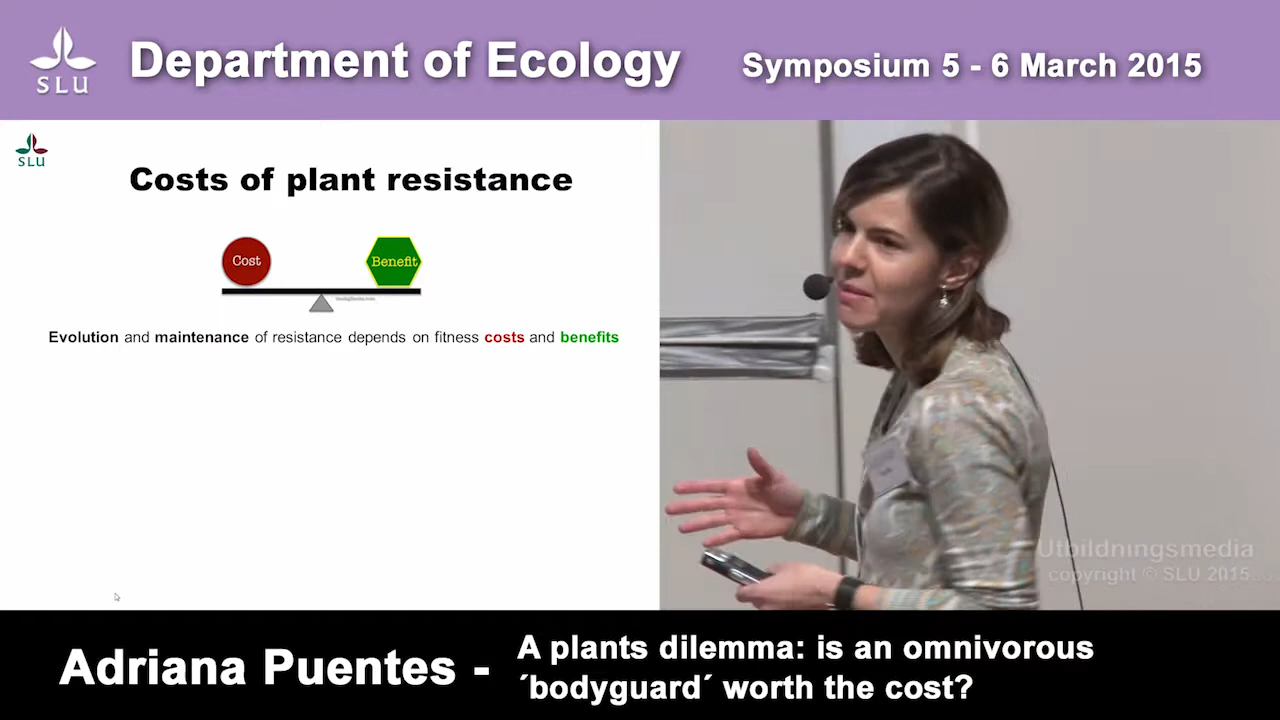 SLU
Department of Ecology
Symposium 5 - 6 March 2015
SLU
Costs of plant resistance
Cost
Benefit
Evolution and maintenance of resistance depends on fitness costs and benefits
Utbildningsmedia
copyright © SLU 2015...
Adriana Puentes -
A plants dilemma: is an omnivorous
´bodyguard´ worth the cost?